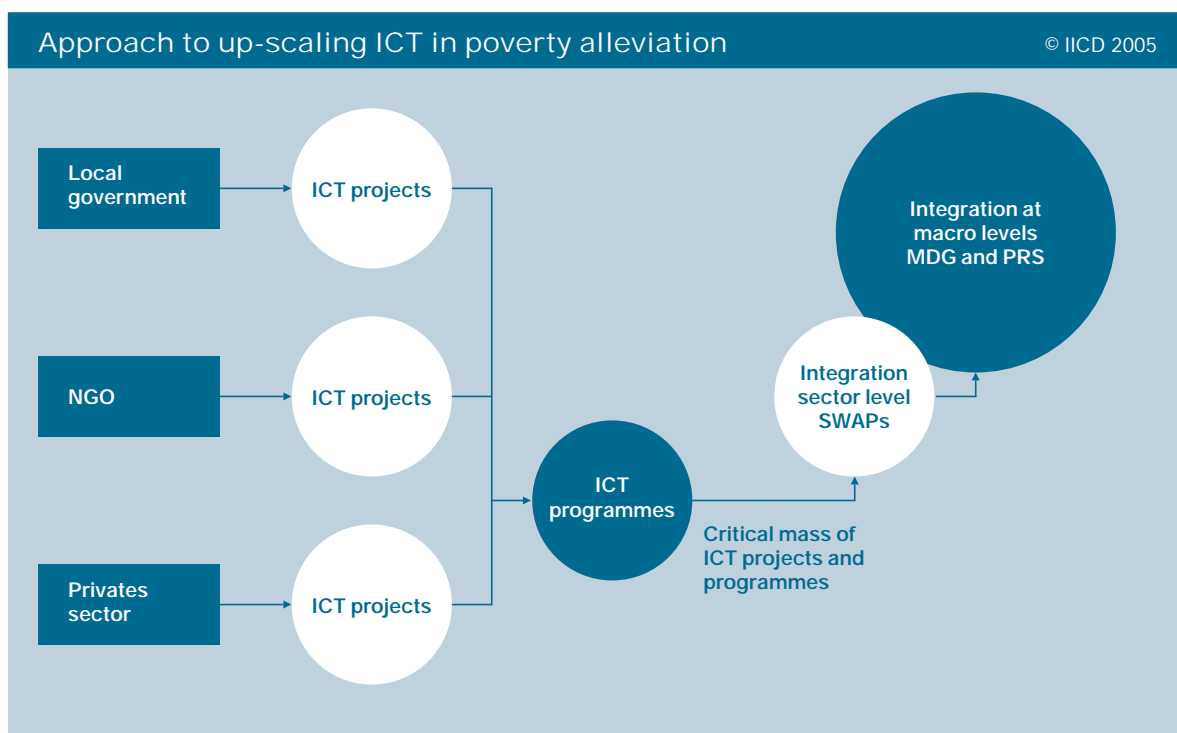 Approach to up-scaling ICT in poverty alleviation
© IICD 2005
Local
government
ICT projects
NGO
ICT projects
Privates
sector
ICT projects
ICT
programmes
Critical mass of
ICT projects and
programmes
Integration
sector level
SWAPs
Integration at
macro levels
MDG and PRS